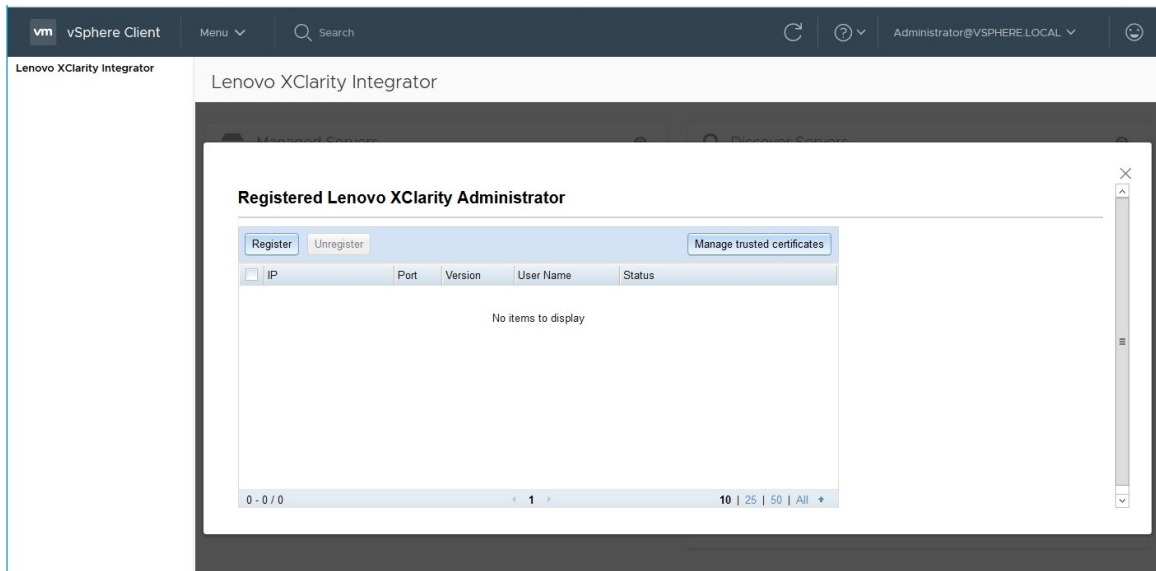 vm vSphere Client Menu Search Administrator@VSPHERE.LOCAL
Lenovo XClarity Integrator
Lenovo XClarity Integrator
Managed Servers Discover Servers
Registered Lenovo XClarity Administrator
Register Unregister Manage trusted certificates
IP Port Version User Name Status
No items to display
0 - 0 / 0 1 10 | 25 | 50 | All